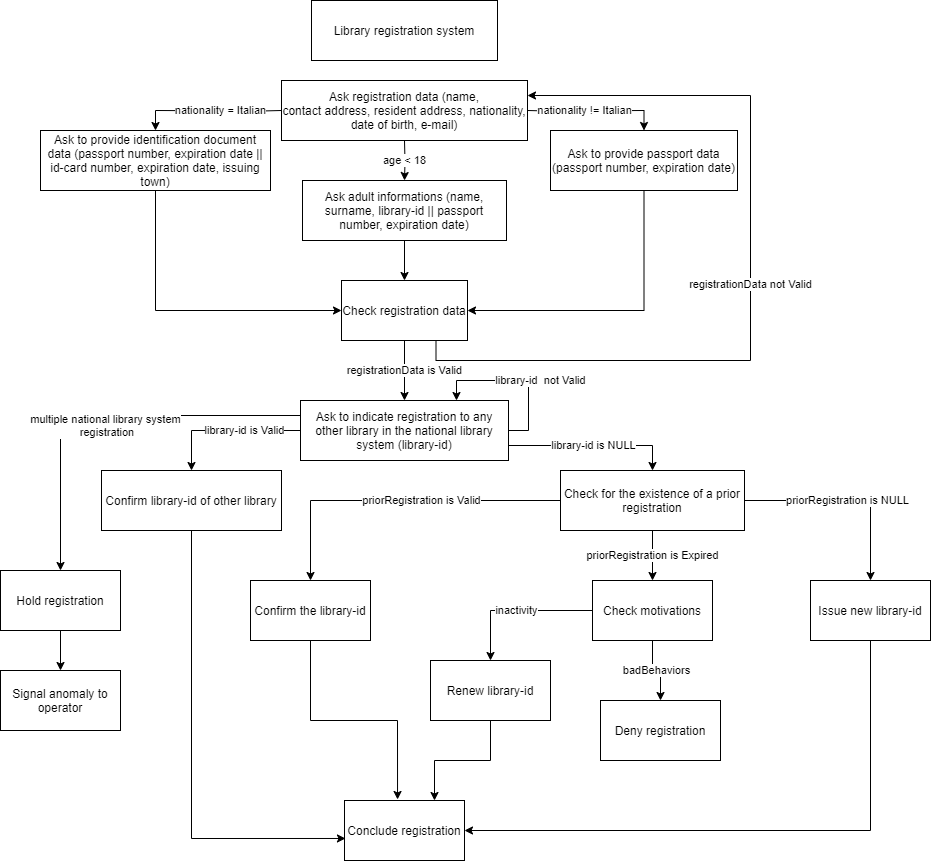 Library registration system
Ask registration data (name,
contact address, resident address, nationality,
date of birth, e-mail)
nationality = Italian
nationality != Italian
Ask to provide identification document
data (passport number, expiration date ||
id-card number, expiration date, issuing
town)
age < 18
Ask to provide passport data
(passport number, expiration date)
Ask adult informations (name,
surname, library-id || passport
number, expiration date)
registrationData not Valid
Check registration data
registrationData is Valid
library-id  not Valid
Ask to indicate registration to any
other library in the national library
system (library-id)
multiple national library system
registration
library-id is Valid
library-id is NULL
Confirm library-id of other library
Check for the existence of a prior
registration
priorRegistration is Valid
priorRegistration is NULL
priorRegistration is Expired
Hold registration
Confirm the library-id
Check motivations
Issue new library-id
inactivity
badBehaviors
Signal anomaly to
operator
Renew library-id
Deny registration
Conclude registration